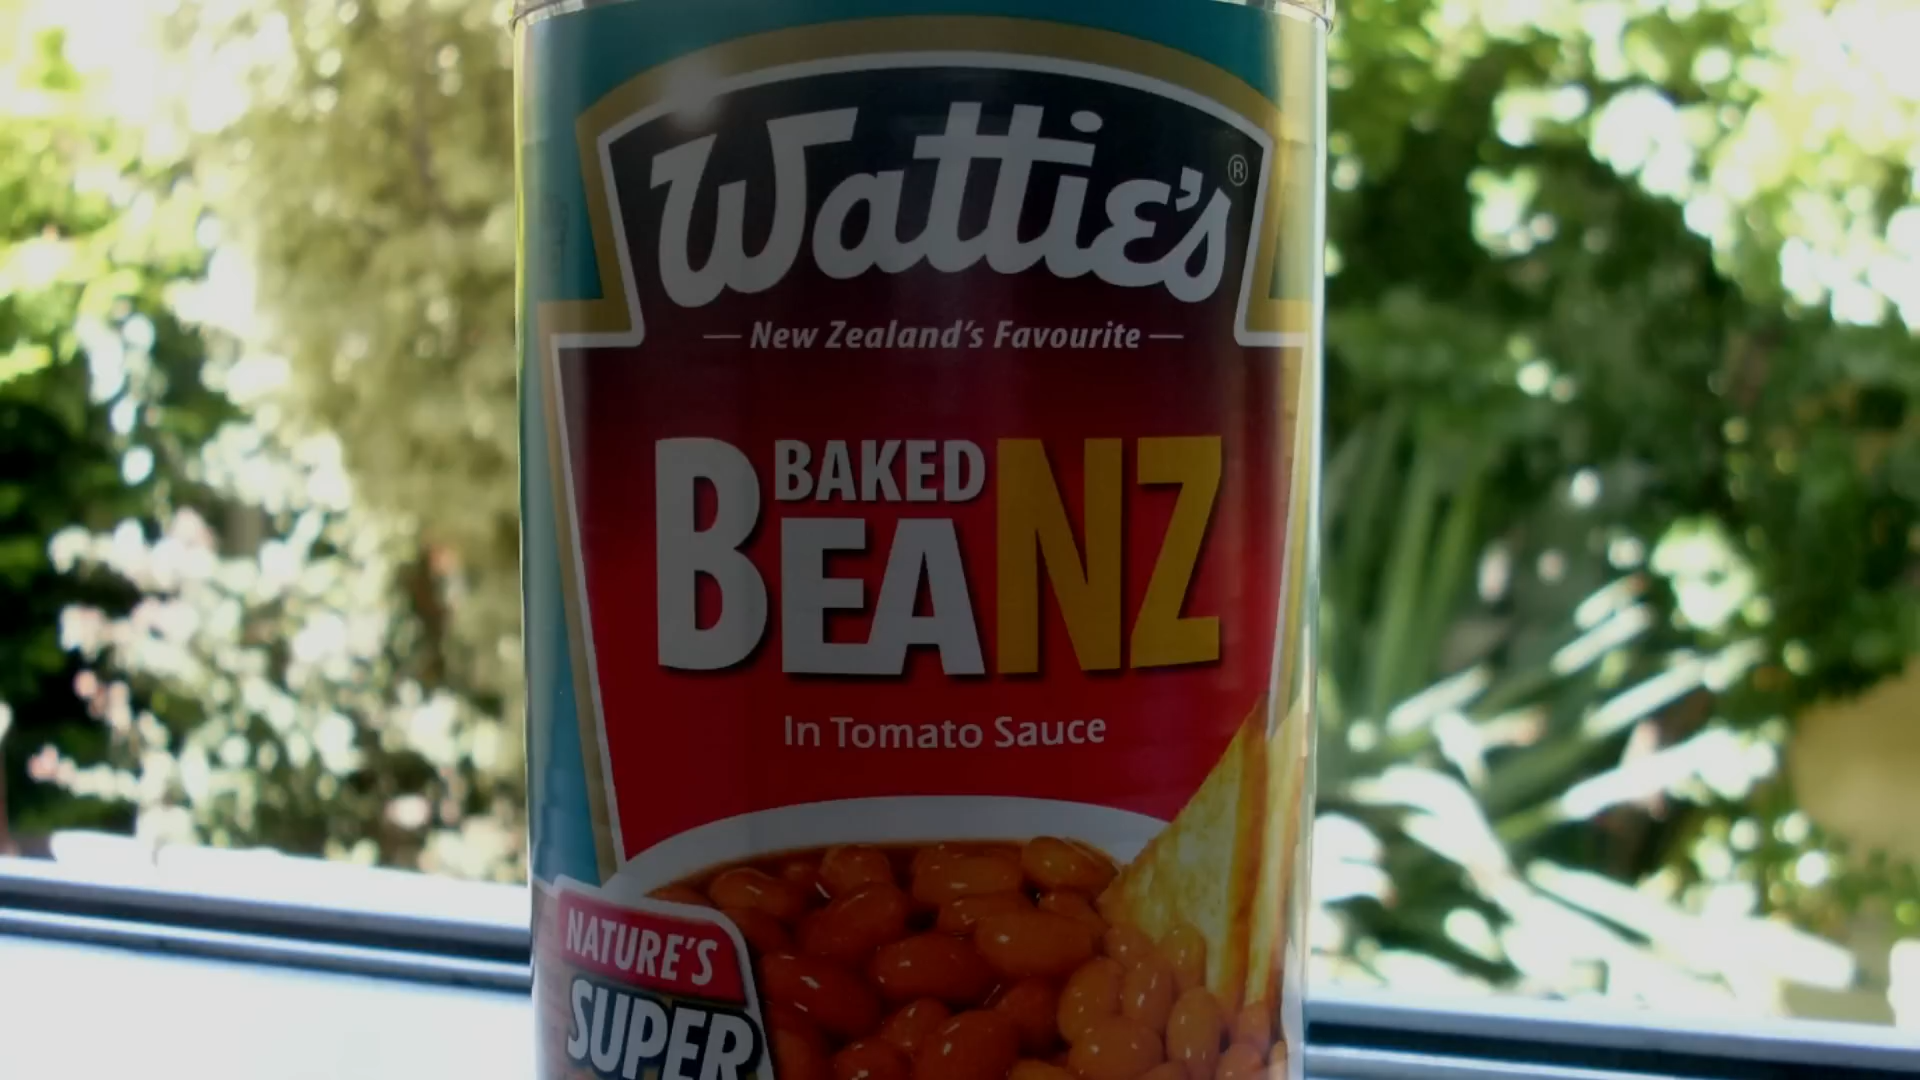 Wattie's®
— New Zealand's Favourite —
BAKED
BEANZ
In Tomato Sauce
NATURE'S
SUPER